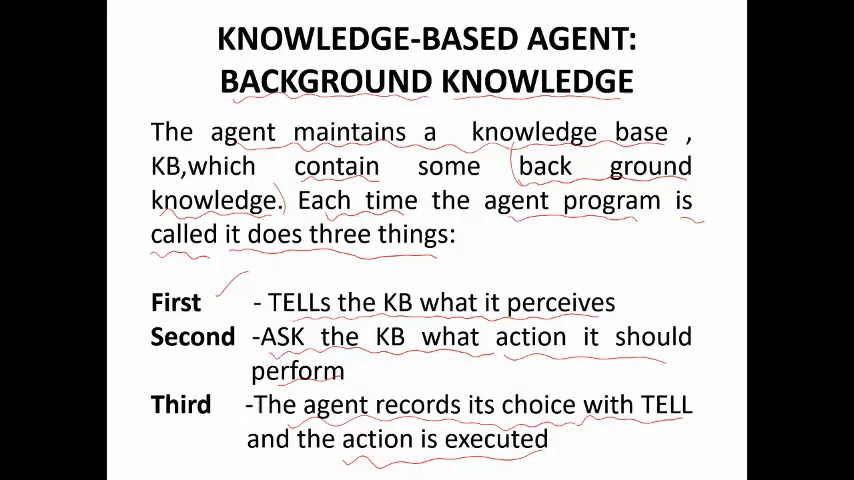 KNOWLEDGE-BASED AGENT:
BACKGROUND KNOWLEDGE
The agent maintains a knowledge base ,
KB,which contain some back ground
knowledge. Each time the agent program is
called it does three things:
First - TELLs the KB what it perceives
Second -ASK the KB what action it should
perform
Third -The agent records its choice with TELL
and the action is executed